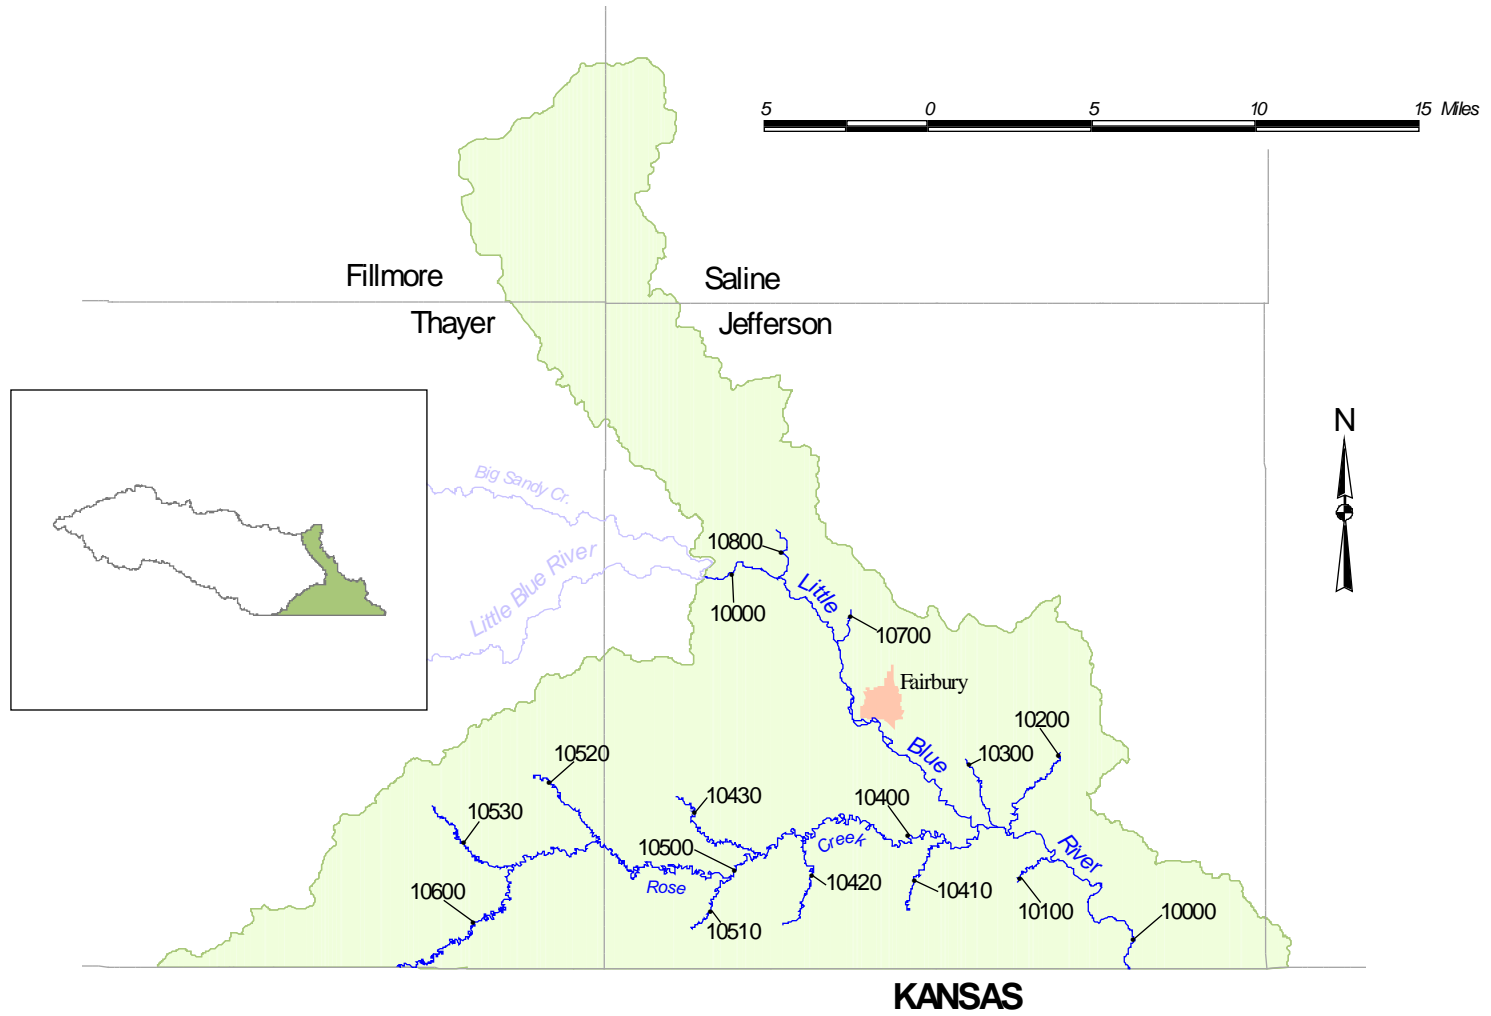 5 0 5 10 15 Miles
Fillmore
Saline
Thayer
Jefferson
N
Big Sandy Cr.
Little Blue River
10800
10000
Little
10700
Fairbury
Blue
10200
10300
10520
10430
10400
10530
Creek
10500
River
Rose
10420
10410
10600
10100
10000
10510
KANSAS